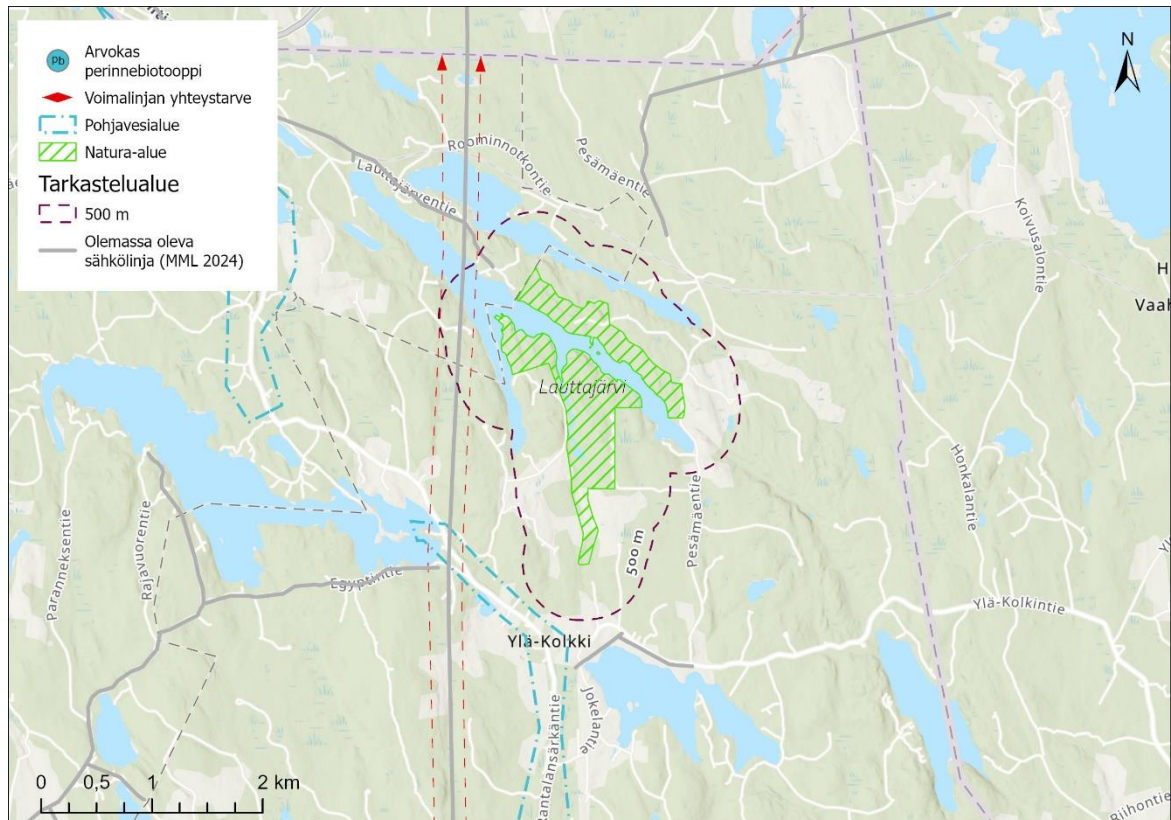 Pb
Arvokas
perinnebiotooppi
Voimalinjan yhteystarve
Pohjavesialue
Natura-alue
Tarkastelualue
500 m
Olemassa oleva
sähkölinja (MML 2024)
N
Roominnotkontie
Pesämäentie
Lauttajärventie
Koivusalontie
H
Vaah
Lauttajärvi
Honkalantie
Paranneksentie
Rajavuorentie
Pesämäentie
500 m
Egyptintie
Ylä-Kolkintie
Ylä-Kolkki
Jokelantie
Rantalansärkäntie
Riihontie
0 0,5 1 2 km